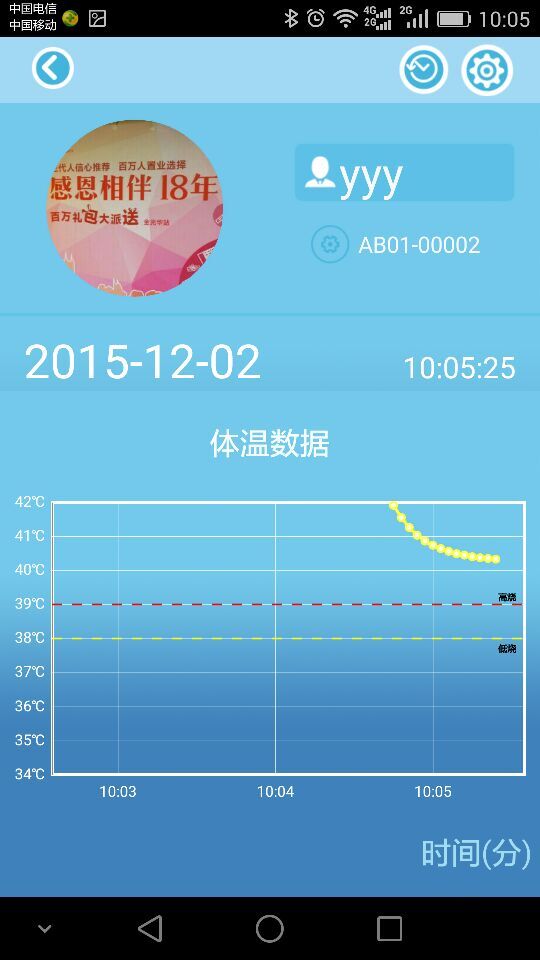 中国电信
中国移动
4G
2G
2G
10:05
代人信心推荐 百万人置业选择
感恩相伴 18年
百万礼包大派送
yyy
AB01-00002
2015-12-02
10:05:25
体温数据
42℃
41℃
40℃
39℃
高烧
38℃
低烧
37℃
36℃
35℃
34℃
10:03 10:04 10:05
时间(分)